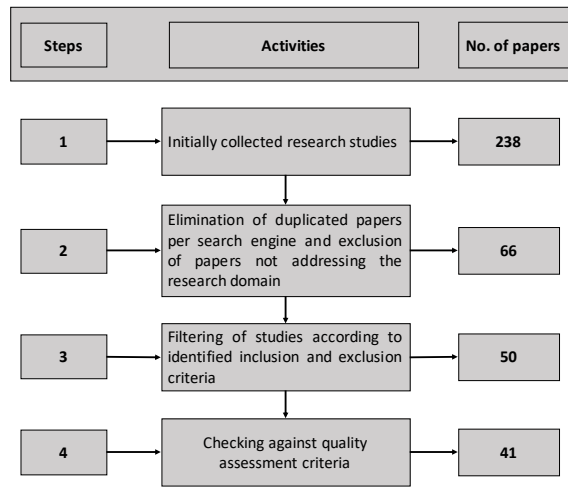 Steps
Activities
No. of papers
1
Initially collected research studies
238
2
Elimination of duplicated papers
per search engine and exclusion
of papers not addressing the
research domain
66
3
Filtering of studies according to
identified inclusion and exclusion
criteria
50
4
Checking against quality
assessment criteria
41